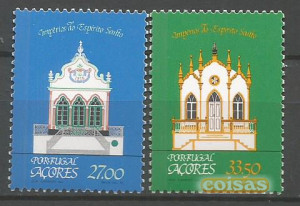 Impérios do Espírito Santo
PORTUGAL
AÇORES
27.00
Impérios do Espírito Santo
PORTUGAL
AÇORES
33.50
coisas